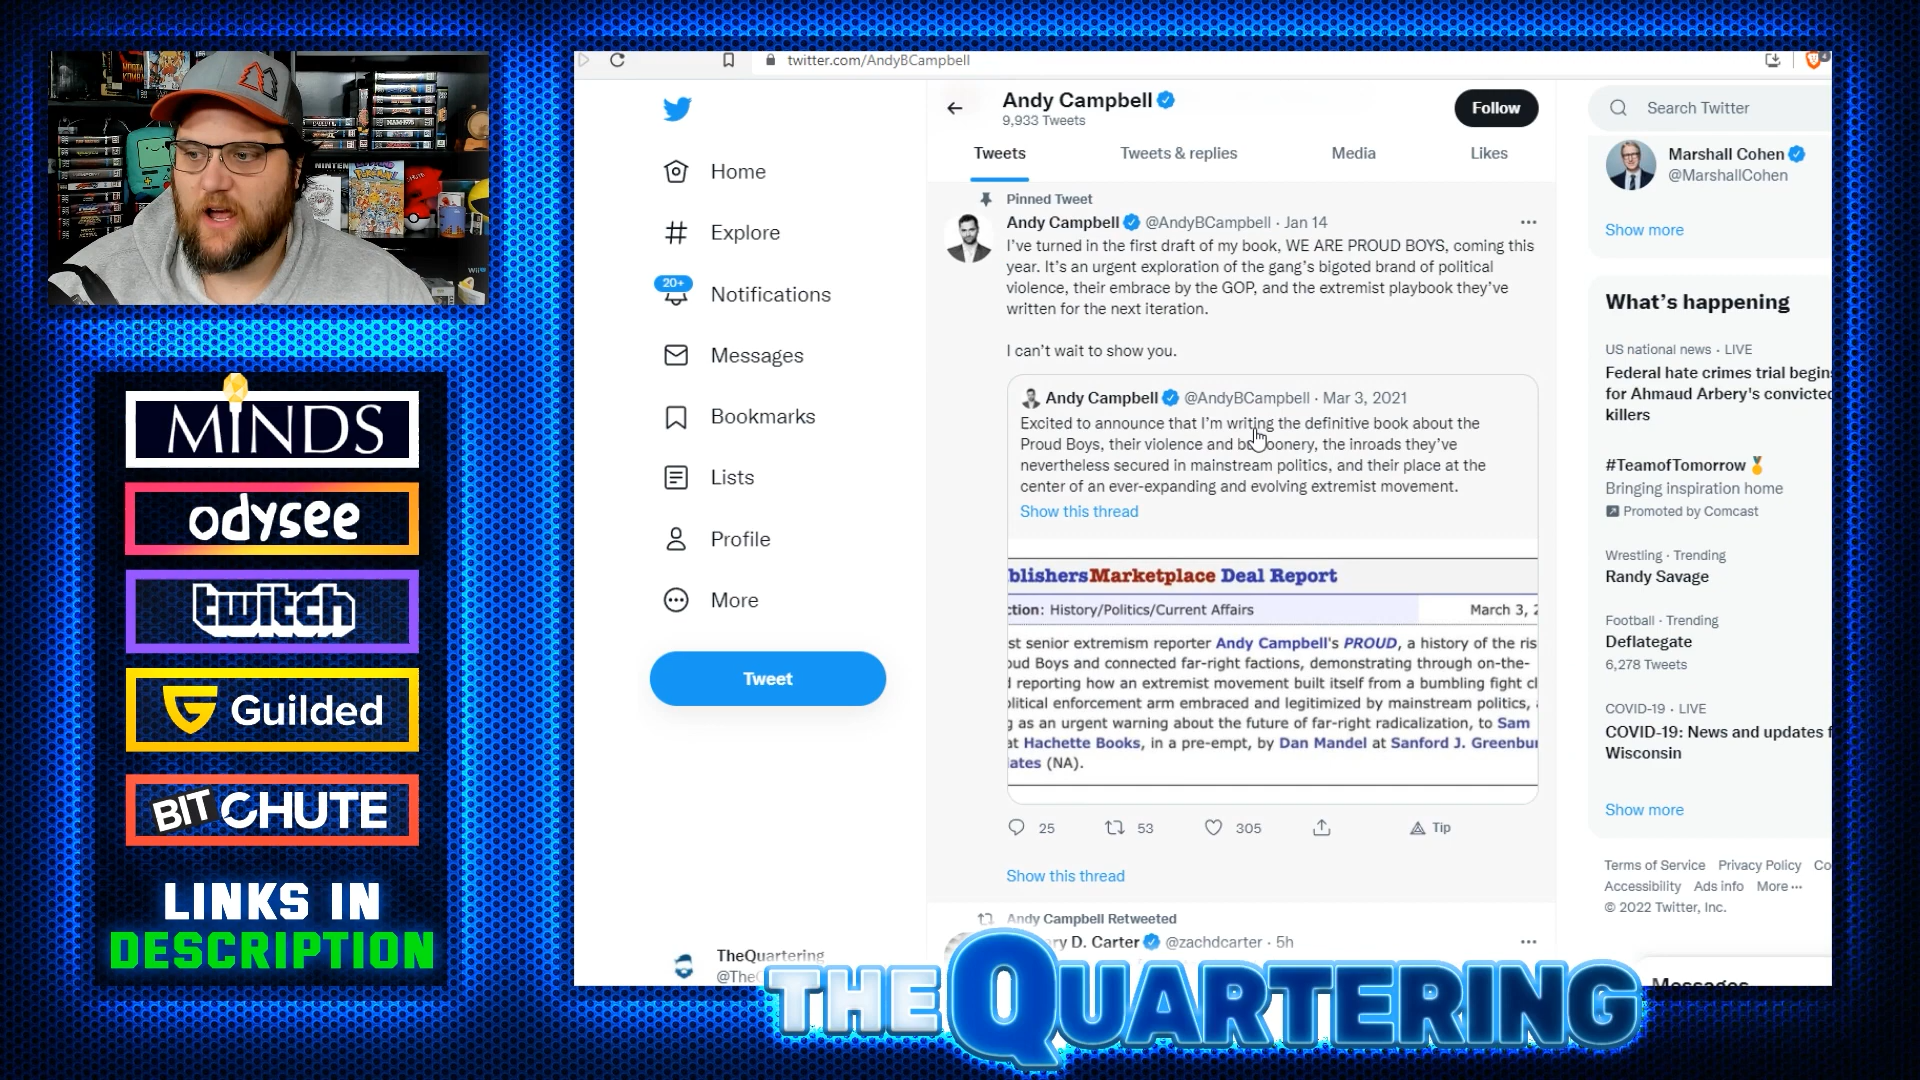 twitter.com/AndyBCampbell
Andy Campbell
9,933 Tweets
Follow
Search Twitter
Tweets
Tweets & replies
Media
Likes
Home
Explore
20+
Notifications
Messages
Bookmarks
Lists
Profile
More
Tweet
TheQuartering
Pinned Tweet
Andy Campbell @AndyBCampbell · Jan 14
I've turned in the first draft of my book, WE ARE PROUD BOYS, coming this
year. It's an urgent exploration of the gang's bigoted brand of political
violence, their embrace by the GOP, and the extremist playbook they've
written for the next iteration.
I can't wait to show you.
Andy Campbell @AndyBCampbell · Mar 3, 2021
Excited to announce that I'm writing the definitive book about the
Proud Boys, their violence and the inroads they've
nevertheless secured in mainstream politics, and their place at the
center of an ever-expanding and evolving extremist movement.
Show this thread
blishersMarketplace Deal Report
ction: History/Politics/Current Affairs
March 3, 2
st senior extremism reporter Andy Campbell's PROUD, a history of the ris
oud Boys and connected far-right factions, demonstrating through on-the-
d reporting how an extremist movement built itself from a bumbling fight cl
olitical enforcement arm embraced and legitimized by mainstream politics,
g as an urgent warning about the future of far-right radicalization, to Sam
at Hachette Books, in a pre-empt, by Dan Mandel at Sanford J. Greenbur
iates (NA).
25
53
305
Tip
Show this thread
Andy Campbell Retweeted
ry D. Carter @zachdcarter · 5h
Marshall Cohen
@MarshallCohen
Show more
What's happening
US national news · LIVE
Federal hate crimes trial begins
for Ahmaud Arbery's convicted
killers
#TeamofTomorrow
Bringing inspiration home
Promoted by Comcast
Wrestling · Trending
Randy Savage
Football · Trending
Deflategate
6,278 Tweets
COVID-19 · LIVE
COVID-19: News and updates f
Wisconsin
Show more
Terms of Service Privacy Policy Co
Accessibility Ads info More ···
© 2022 Twitter, Inc.
Messages
MINDS
odysee
twitch
Guilded
BITCHUTE
LINKS IN
DESCRIPTION
THE QUARTERING